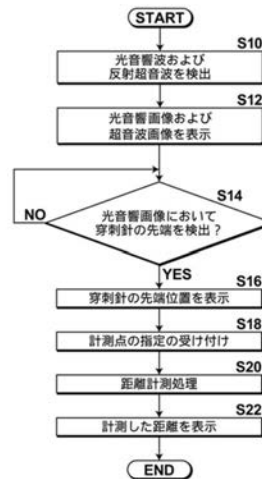 START
S10
光音響波および
反射超音波を検出
S12
光音響画像および
超音波画像を表示
S14
光音響画像において
穿刺針の先端を検出？
NO
YES
S16
穿刺針の先端位置を表示
S18
計測点の指定の受け付け
S20
距離計測処理
S22
計測した距離を表示
END